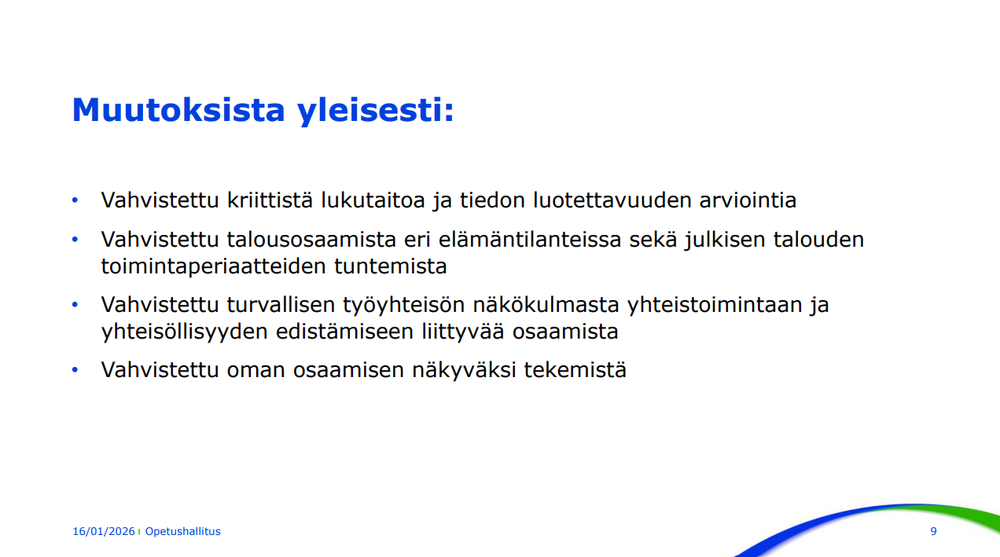 Muutoksista yleisesti:
• Vahvistettu kriittistä lukutaitoa ja tiedon luotettavuuden arviointia
• Vahvistettu talousosaamista eri elämäntilanteissa sekä julkisen talouden
toimintaperiaatteiden tuntemista
• Vahvistettu turvallisen työyhteisön näkökulmasta yhteistoimintaan ja
yhteisöllisyyden edistämiseen liittyvää osaamista
• Vahvistettu oman osaamisen näkyväksi tekemistä
16/01/2026 | Opetushallitus 9